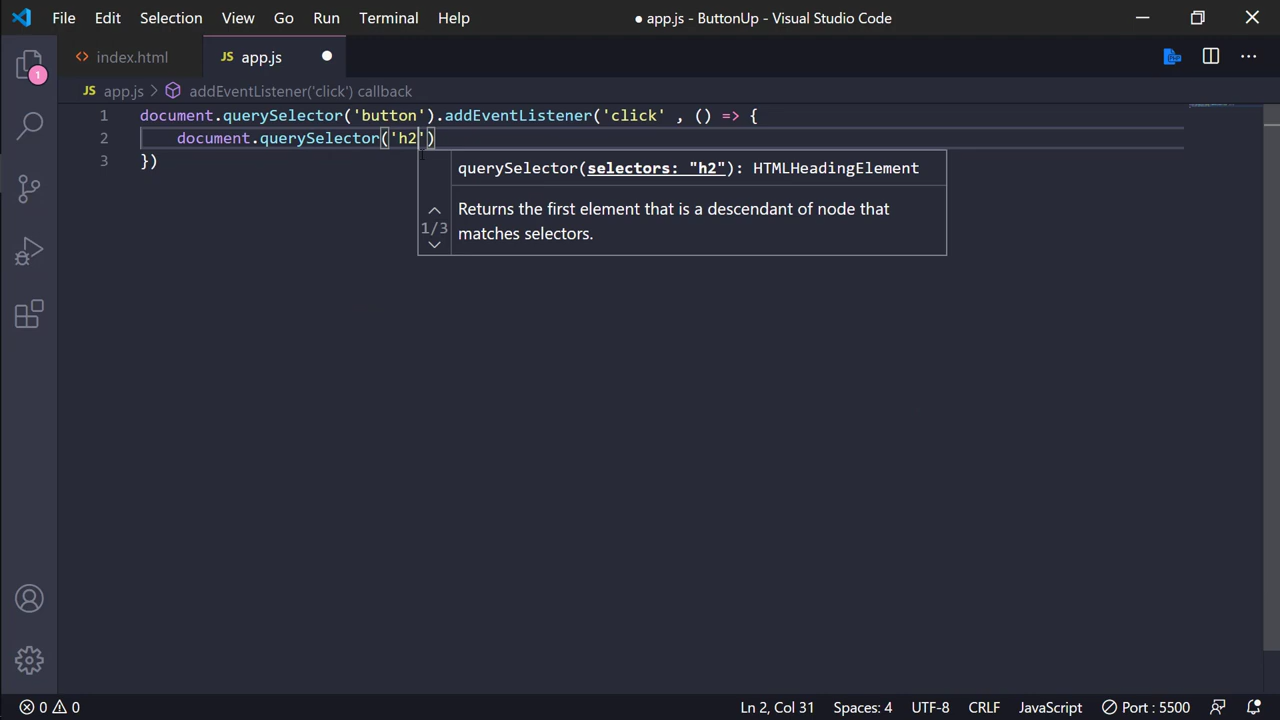 File Edit Selection View Go Run Terminal Help ● app.js - ButtonUp - Visual Studio Code
<> index.html JS app.js ●
JS app.js > addEventListener('click') callback
1 document.querySelector('button').addEventListener('click' , () => {
2 document.querySelector('h2')
3 })
querySelector(selectors: "h2"): HTMLHeadingElement
1/3
Returns the first element that is a descendant of node that
matches selectors.
1
0 0 Ln 2, Col 31 Spaces: 4 UTF-8 CRLF JavaScript Port : 5500